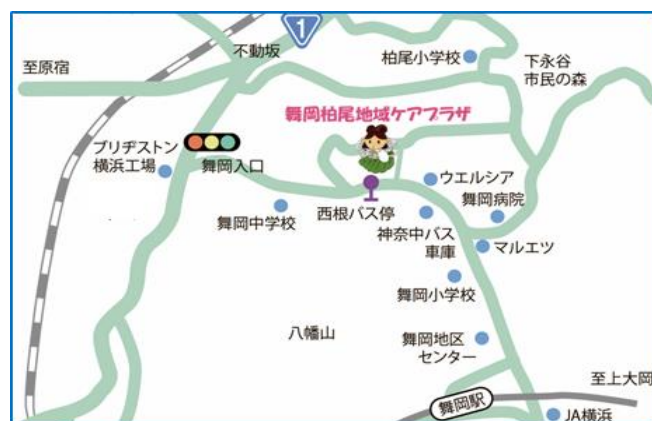 1
不動坂
柏尾小学校
下永谷
市民の森
至原宿
舞岡柏尾地域ケアプラザ
ブリヂストン
横浜工場
舞岡入口
ウエルシア
舞岡病院
舞岡中学校
西根バス停
神奈中バス
車庫
マルエツ
舞岡小学校
八幡山
舞岡地区
センター
至上大岡
舞岡駅
JA横浜